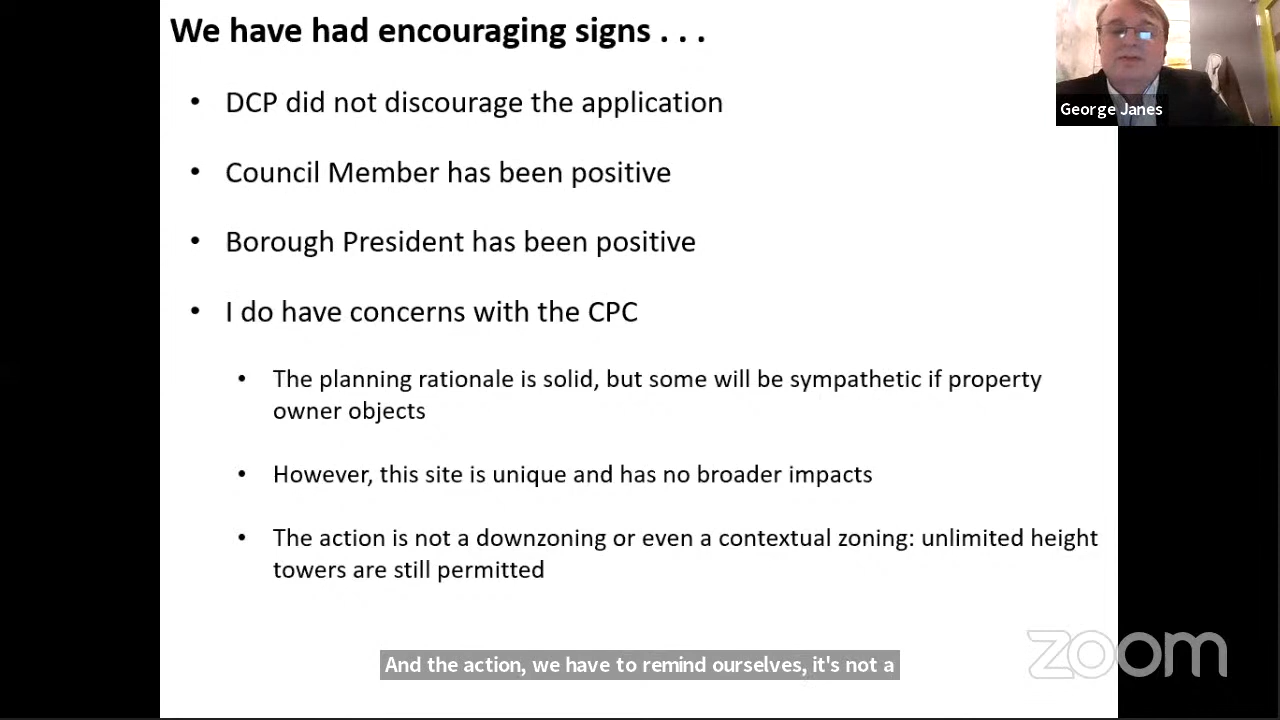 We have had encouraging signs . . .
George Janes
• DCP did not discourage the application
• Council Member has been positive
• Borough President has been positive
• I do have concerns with the CPC
• The planning rationale is solid, but some will be sympathetic if property
owner objects
• However, this site is unique and has no broader impacts
• The action is not a downzoning or even a contextual zoning: unlimited height
towers are still permitted
And the action, we have to remind ourselves, it's not a
zoom